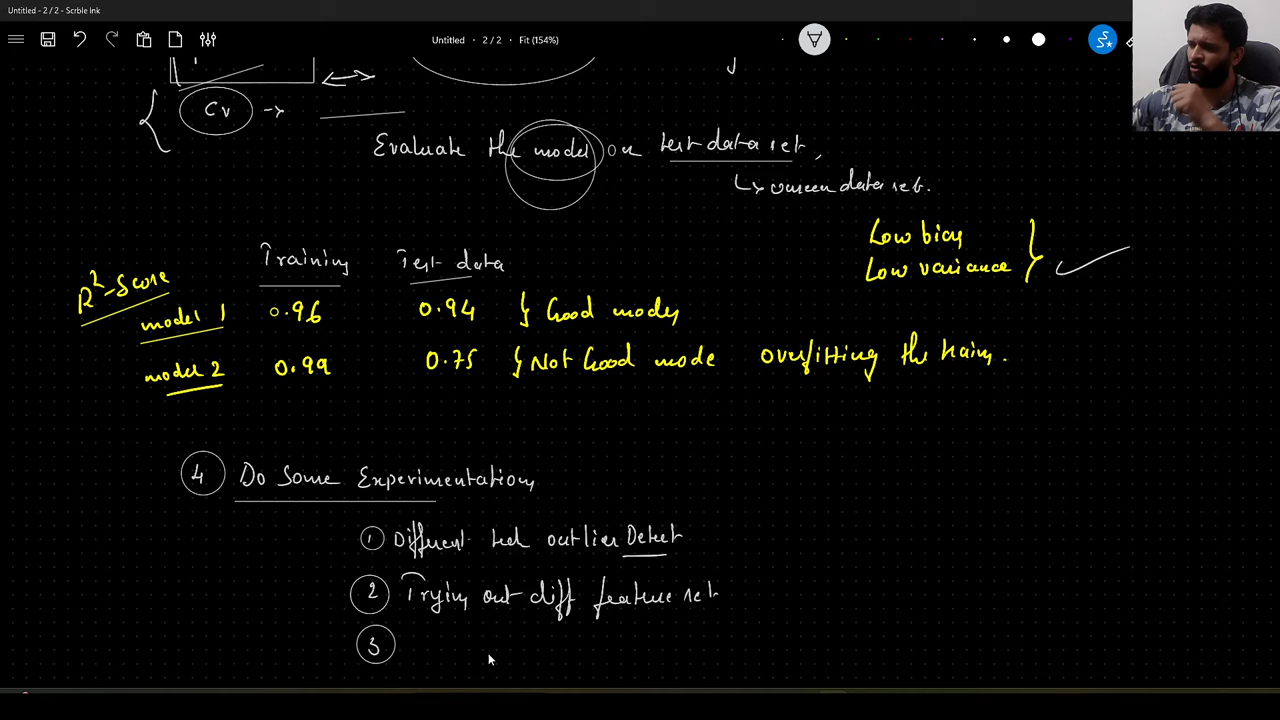 Untitled - 2 / 2 - Scrble Ink
Untitled • 2 / 2 • Fit (154%)
CV →
Evaluate the model on test data set,
↳ unseen data set.
Low bias
Low variance
Training Test data
R²-Score
model 1 0.96 0.94 } Good model
model 2 0.99 0.75 } Not Good mode overfitting the train.
4 Do Some Experimentation,
1 Different tech outlier Detect
2 Trying out diff feature set
3